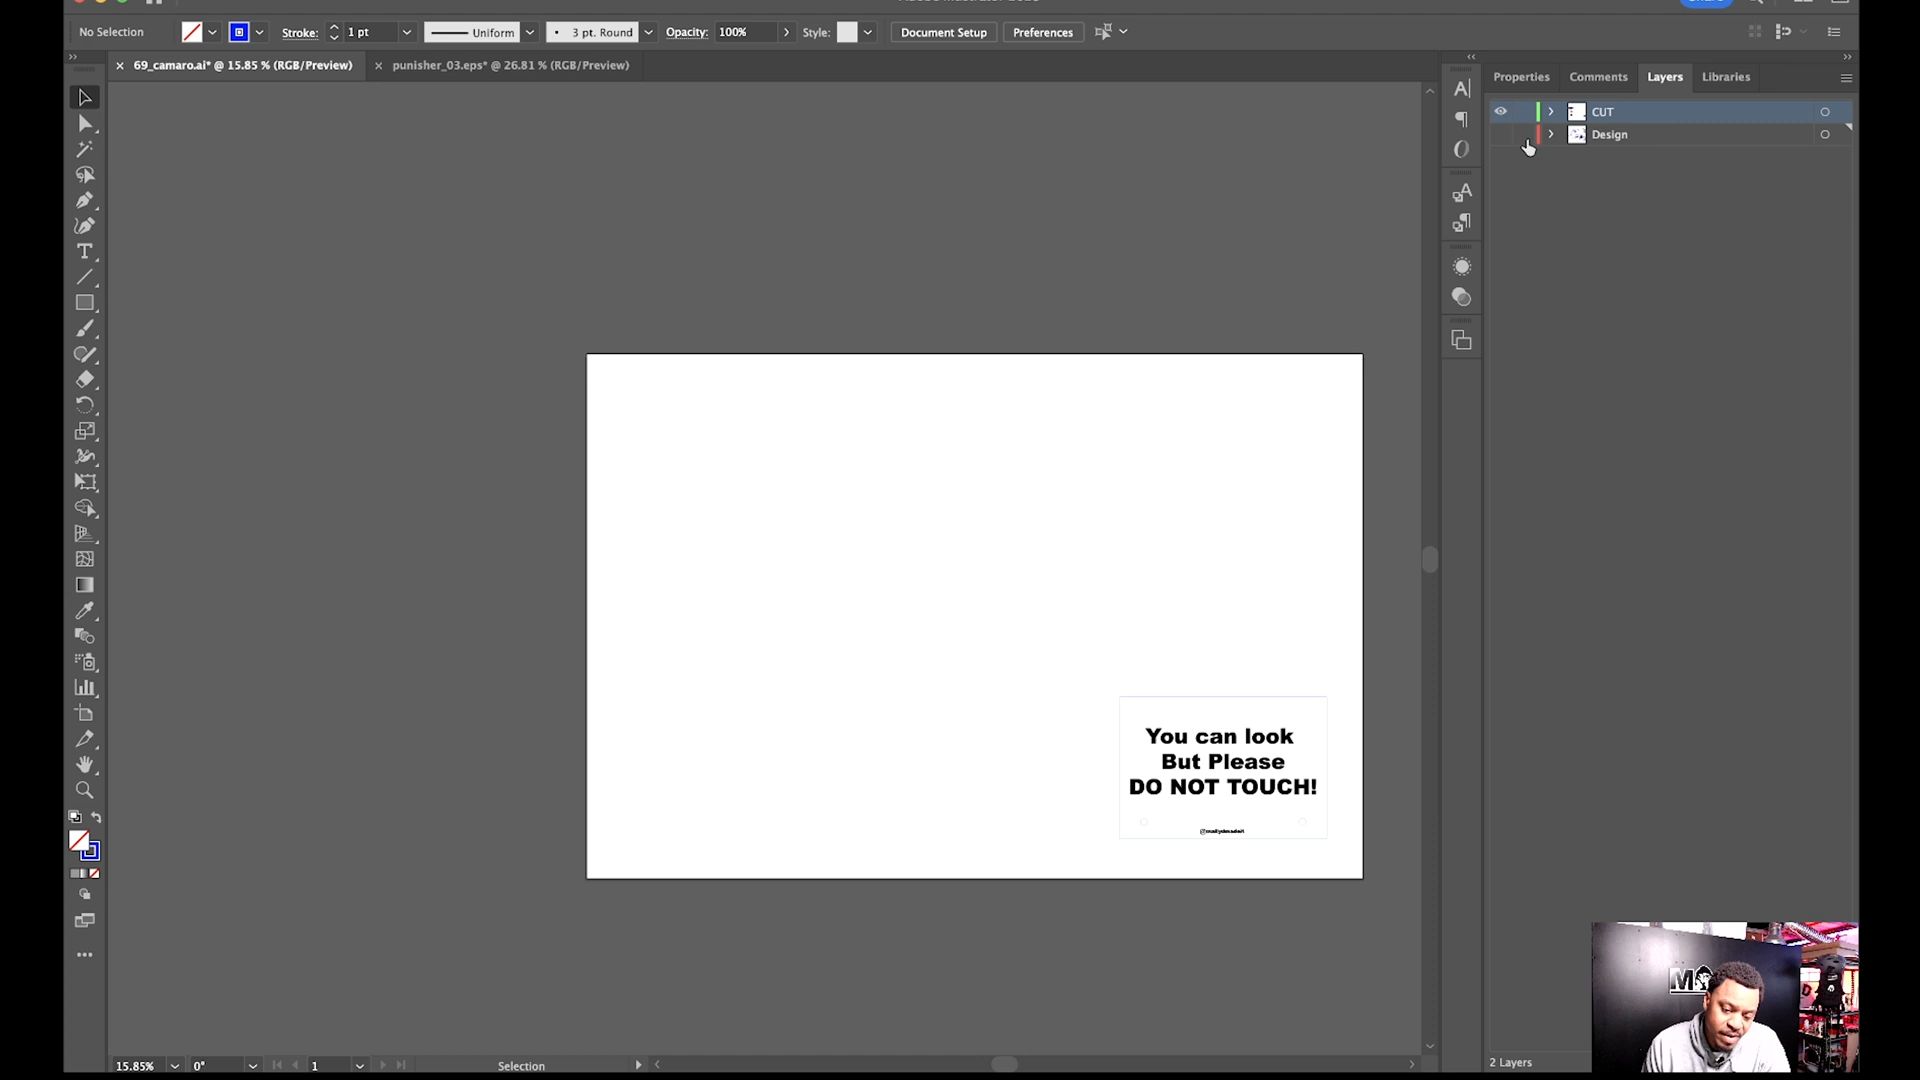 No Selection Stroke: 1 pt Uniform 3 pt. Round Opacity: 100% Style: Document Setup Preferences
69_camaro.ai* @ 15.85 % (RGB/Preview) punisher_03.eps* @ 26.81 % (RGB/Preview)
Properties Comments Layers Libraries
CUT
Design
You can look
But Please
DO NOT TOUCH!
15.85% 0° 1 Selection
2 Layers